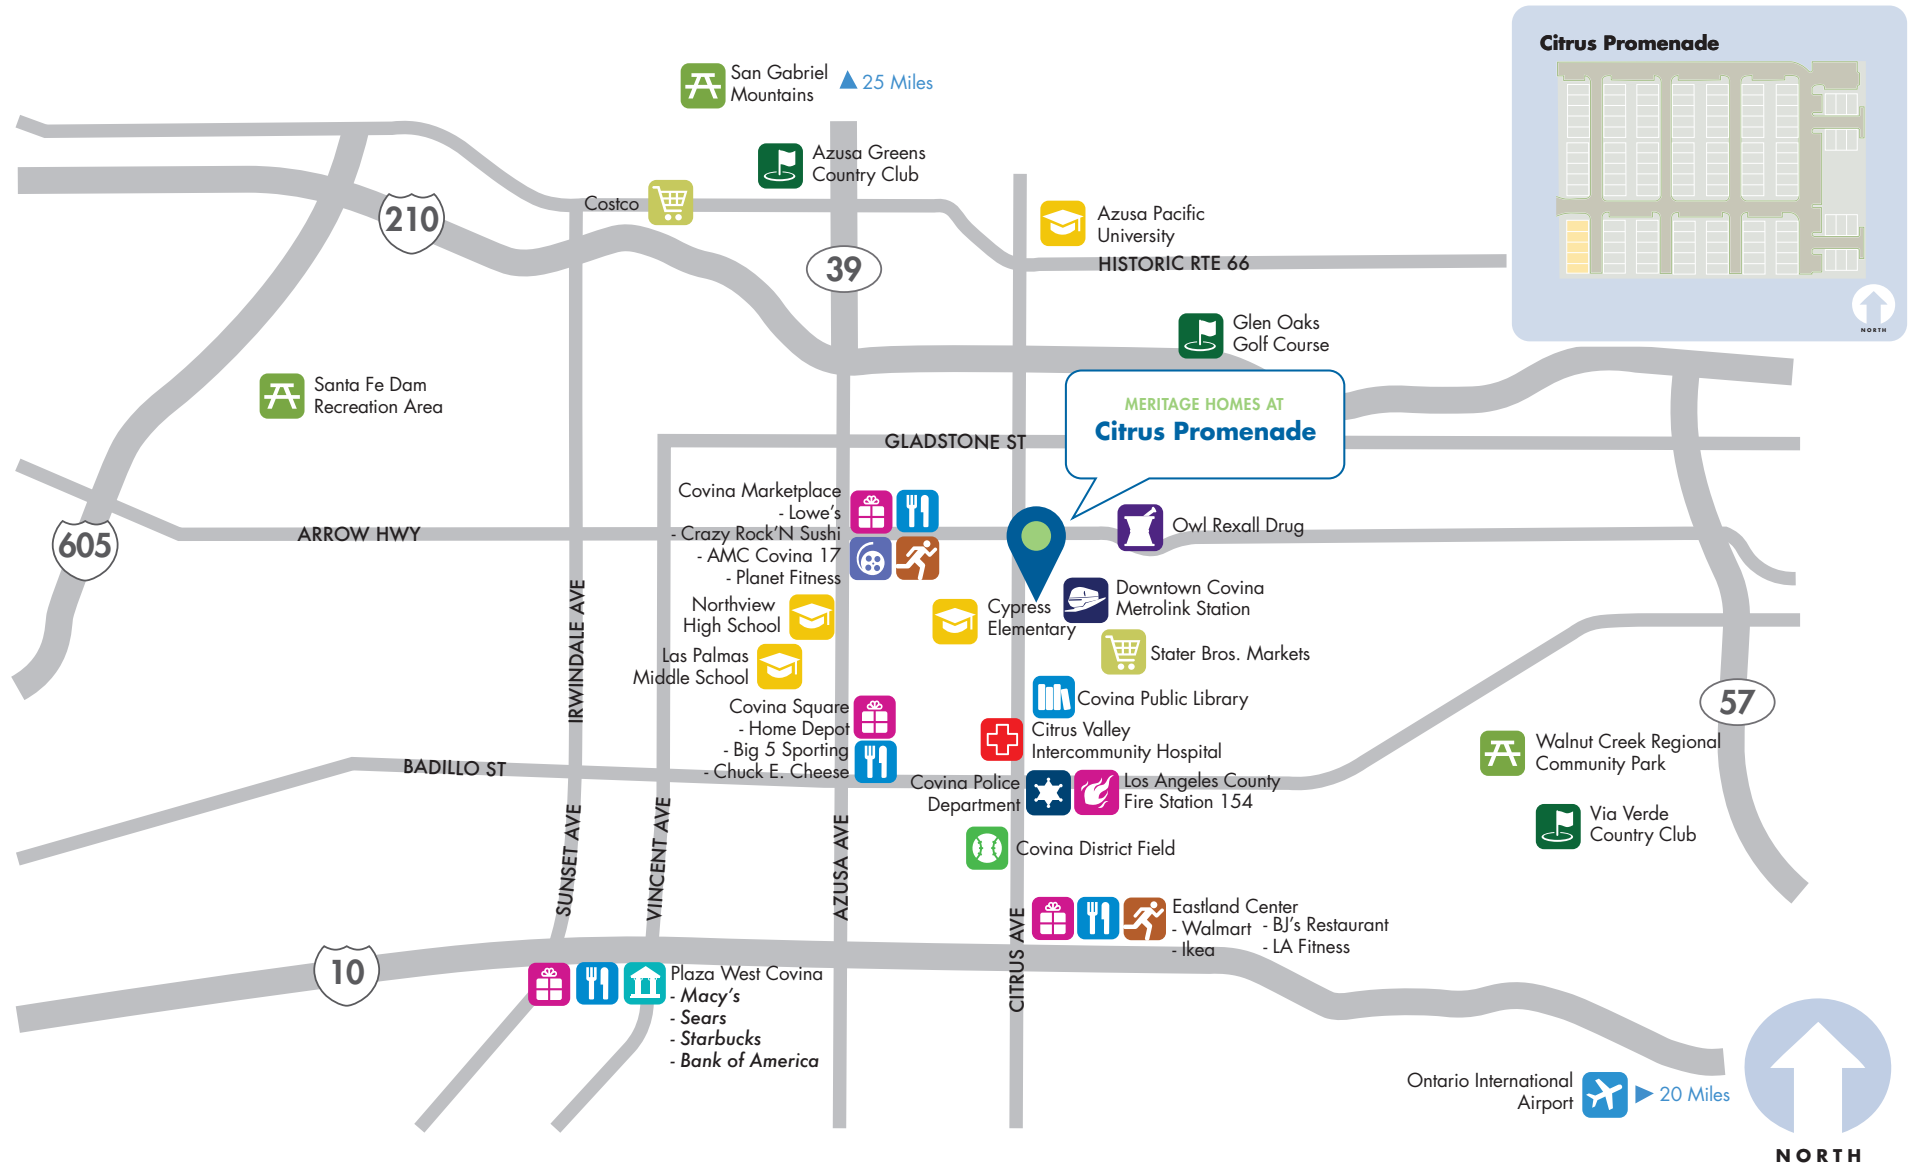 Citrus Promenade
NORTH
San Gabriel
Mountains
25 Miles
Azusa Greens
Country Club
Costco
210
39
Azusa Pacific
University
HISTORIC RTE 66
Glen Oaks
Golf Course
Santa Fe Dam
Recreation Area
MERITAGE HOMES AT
Citrus Promenade
GLADSTONE ST
Covina Marketplace
- Lowe's
- Crazy Rock'N Sushi
- AMC Covina 17
- Planet Fitness
ARROW HWY
605
Owl Rexall Drug
Northview
High School
Cypress
Elementary
Downtown Covina
Metrolink Station
IRWINDALE AVE
Las Palmas
Middle School
Stater Bros. Markets
Covina Public Library
57
Covina Square
- Home Depot
- Big 5 Sporting
- Chuck E. Cheese
Citrus Valley
Intercommunity Hospital
Walnut Creek Regional
Community Park
BADILLO ST
Covina Police
Department
Los Angeles County
Fire Station 154
Via Verde
Country Club
SUNSET AVE
VINCENT AVE
AZUSA AVE
CITRUS AVE
Covina District Field
Eastland Center
- Walmart
- Ikea
- BJ's Restaurant
- LA Fitness
10
Plaza West Covina
- Macy's
- Sears
- Starbucks
- Bank of America
Ontario International
Airport
20 Miles
NORTH